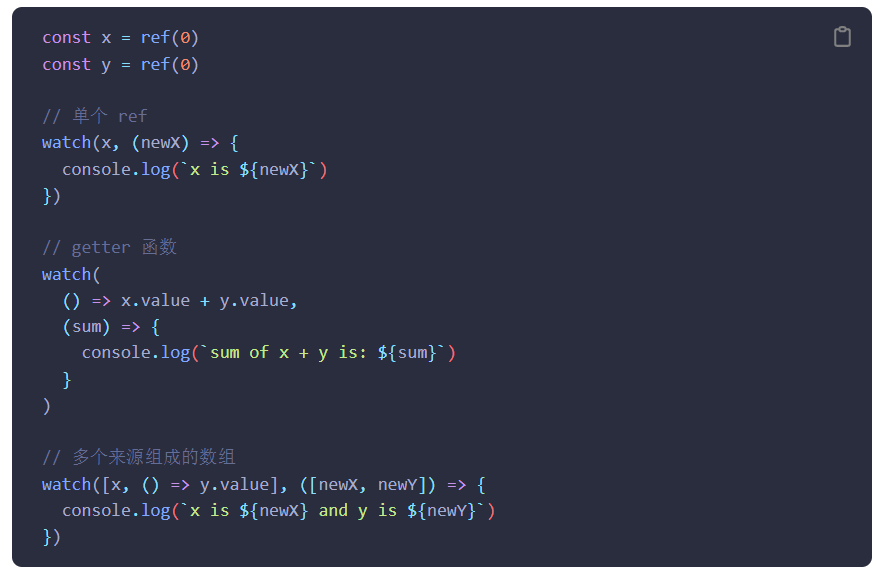 const x = ref(0)
const y = ref(0)
// 单个 ref
watch(x, (newX) => {
  console.log(`x is ${newX}`)
})
// getter 函数
watch(
  () => x.value + y.value,
  (sum) => {
    console.log(`sum of x + y is: ${sum}`)
  }
)
// 多个来源组成的数组
watch([x, () => y.value], ([newX, newY]) => {
  console.log(`x is ${newX} and y is ${newY}`)
})